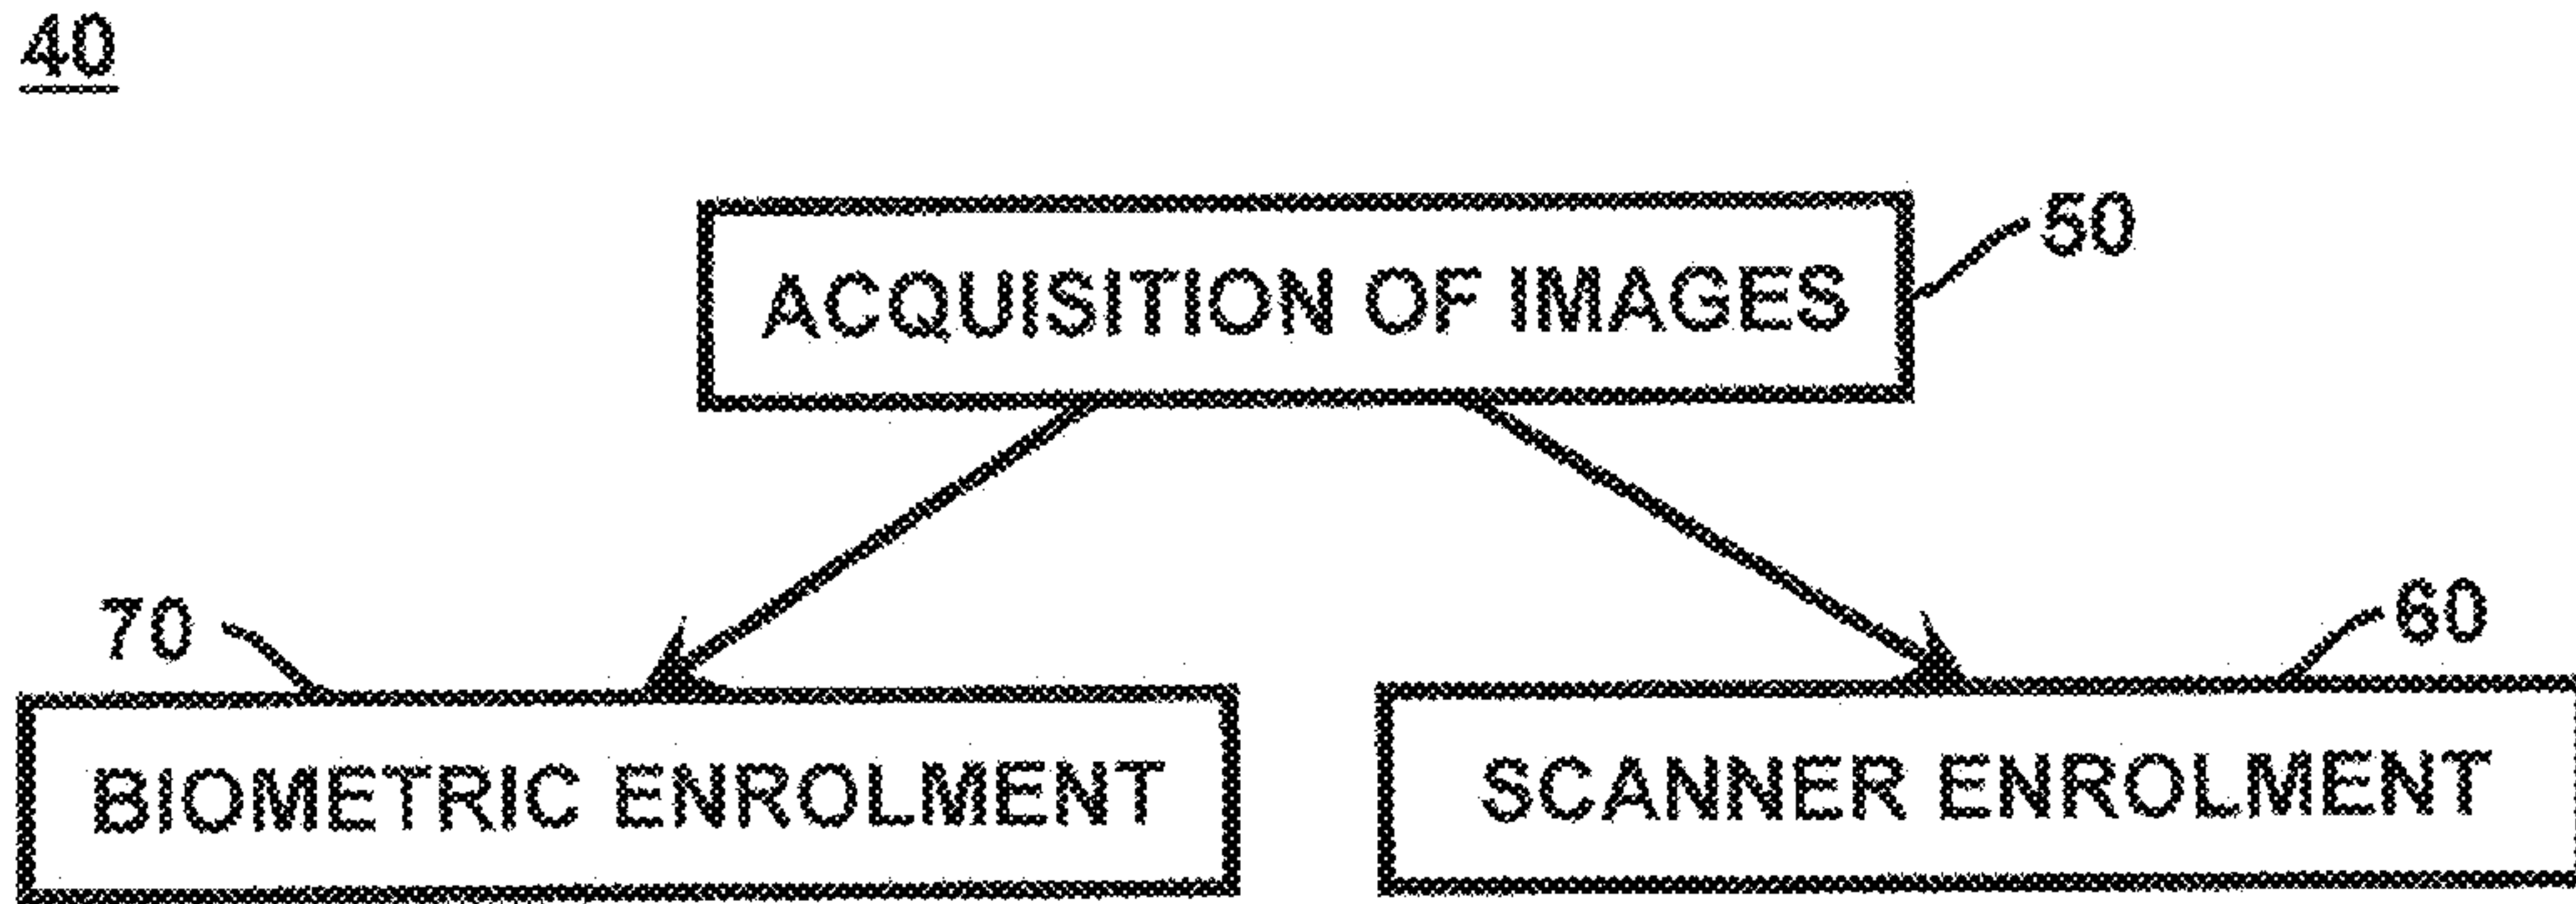 40
ACQUISITION OF IMAGES
50
70
60
BIOMETRIC ENROLMENT
SCANNER ENROLMENT